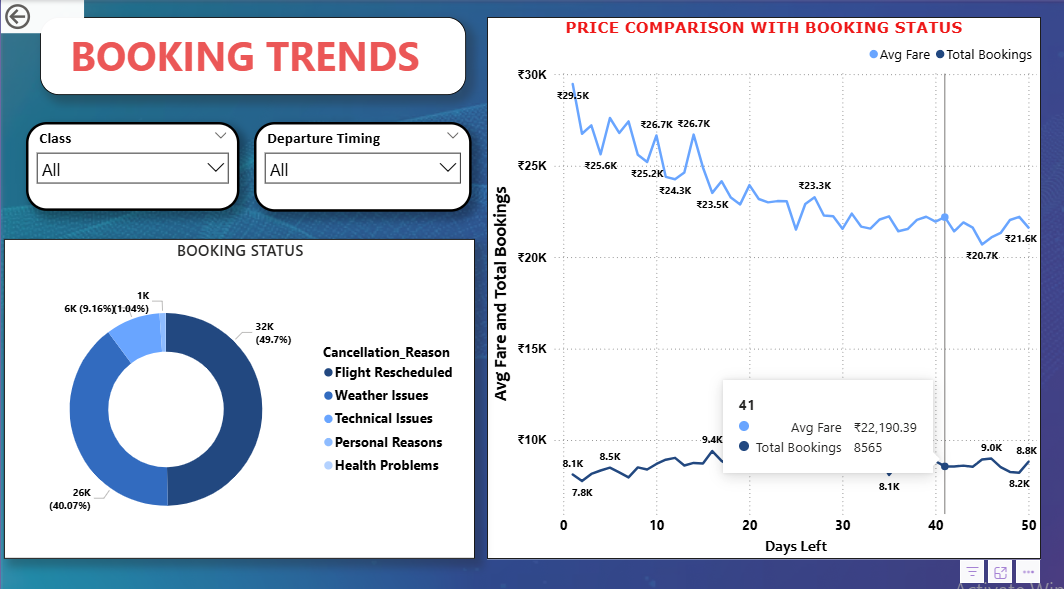 BOOKING TRENDS
Class
All
Departure Timing
All
BOOKING STATUS
1K
6K (9.16%)(1.04%)
32K
(49.7%)
26K
(40.07%)
Cancellation_Reason
Flight Rescheduled
Weather Issues
Technical Issues
Personal Reasons
Health Problems
PRICE COMPARISON WITH BOOKING STATUS
Avg Fare Total Bookings
Avg Fare and Total Bookings
₹30K
₹29.5K
₹26.7K ₹26.7K
₹25.6K
₹25K
₹25.2K
₹24.3K
₹23.5K
₹23.3K
₹21.6K
₹20.7K
₹20K
₹15K
41
Avg Fare ₹22,190.39
Total Bookings 8565
₹10K
9.4K
9.0K
8.8K
8.1K
8.5K
7.8K
8.1K
8.2K
0 10 20 30 40 50
Days Left